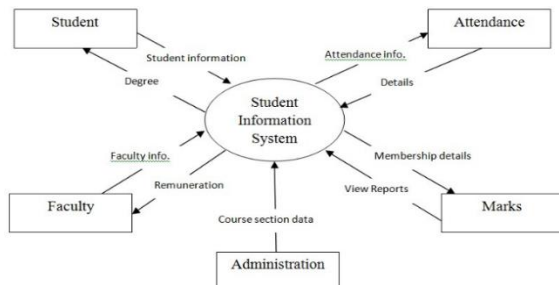 Student
Attendance
Student information
Attendance info.
Degree
Details
Student
Information
System
Faculty info.
Membership details
Remuneration
View Reports
Faculty
Course section data
Marks
Administration